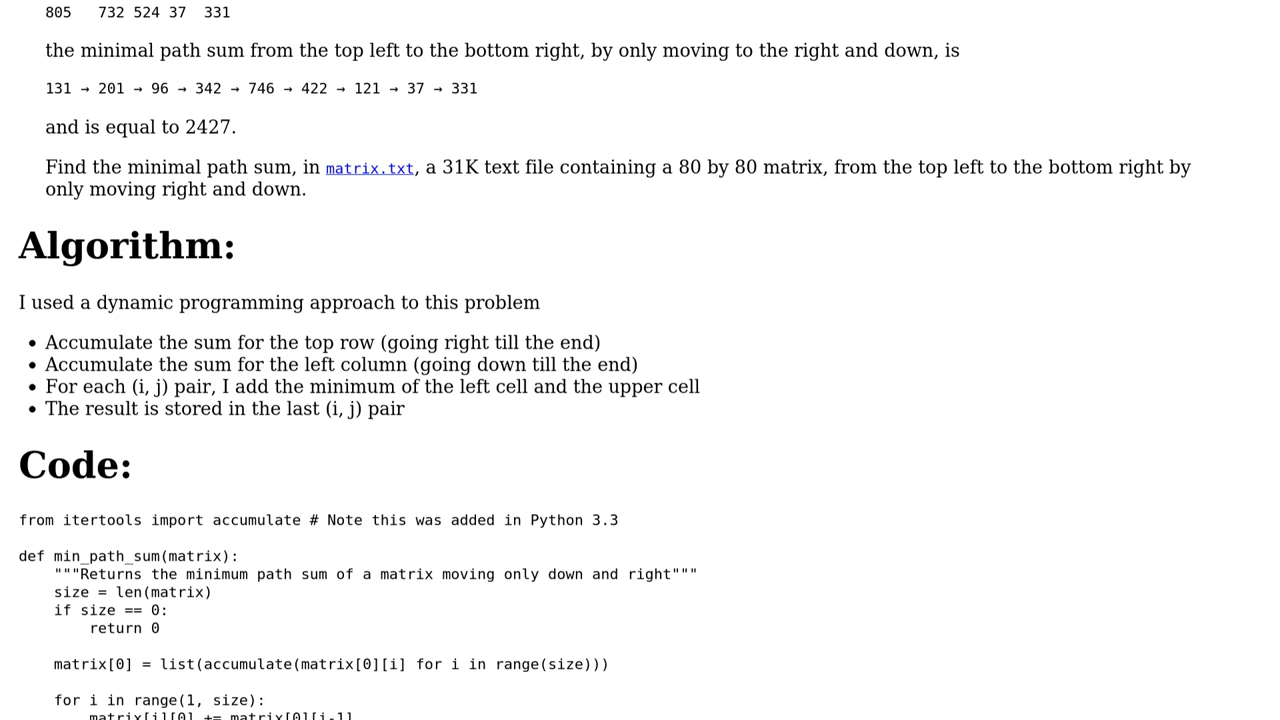 805   732 524 37  331
the minimal path sum from the top left to the bottom right, by only moving to the right and down, is
131 → 201 → 96 → 342 → 746 → 422 → 121 → 37 → 331
and is equal to 2427.
Find the minimal path sum, in matrix.txt, a 31K text file containing a 80 by 80 matrix, from the top left to the bottom right by
only moving right and down.
Algorithm:
I used a dynamic programming approach to this problem
• Accumulate the sum for the top row (going right till the end)
• Accumulate the sum for the left column (going down till the end)
• For each (i, j) pair, I add the minimum of the left cell and the upper cell
• The result is stored in the last (i, j) pair
Code:
from itertools import accumulate # Note this was added in Python 3.3
def min_path_sum(matrix):
    """Returns the minimum path sum of a matrix moving only down and right"""
    size = len(matrix)
    if size == 0:
        return 0
    matrix[0] = list(accumulate(matrix[0][i] for i in range(size)))
    for i in range(1, size):
        matrix[i][0] += matrix[0][i-1]